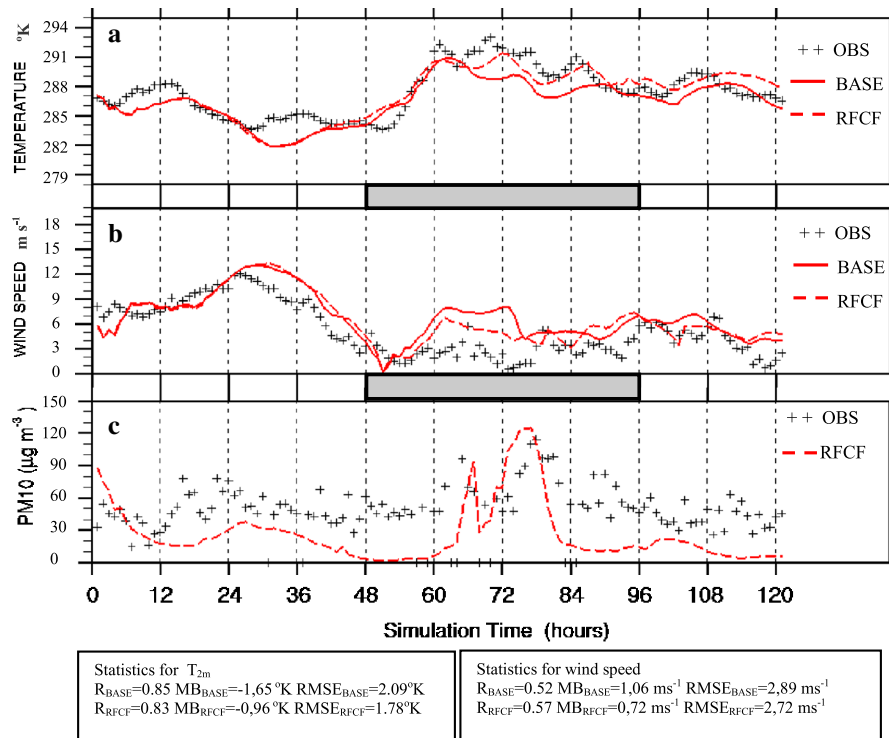 a
TEMPERATURE °K
294
291
288
285
282
279
++ OBS
BASE
RFCF
b
WIND SPEED m s-1
18
15
12
9
6
3
0
++ OBS
BASE
RFCF
c
PM10 (µg m-3)
150
120
90
60
30
0
++ OBS
RFCF
0 12 24 36 48 60 72 84 96 108 120
Simulation Time (hours)
Statistics for T2m
RBASE=0.85 MBBASE=-1,65 °K RMSEBASE=2.09°K
RRFCF=0.83 MBRFCF=-0,96 °K RMSERFCF=1.78°K
Statistics for wind speed
RBASE=0.52 MBBASE=1,06 ms-1 RMSEBASE=2,89 ms-1
RRFCF=0.57 MBRFCF=0,72 ms-1 RMSERFCF=2,72 ms-1